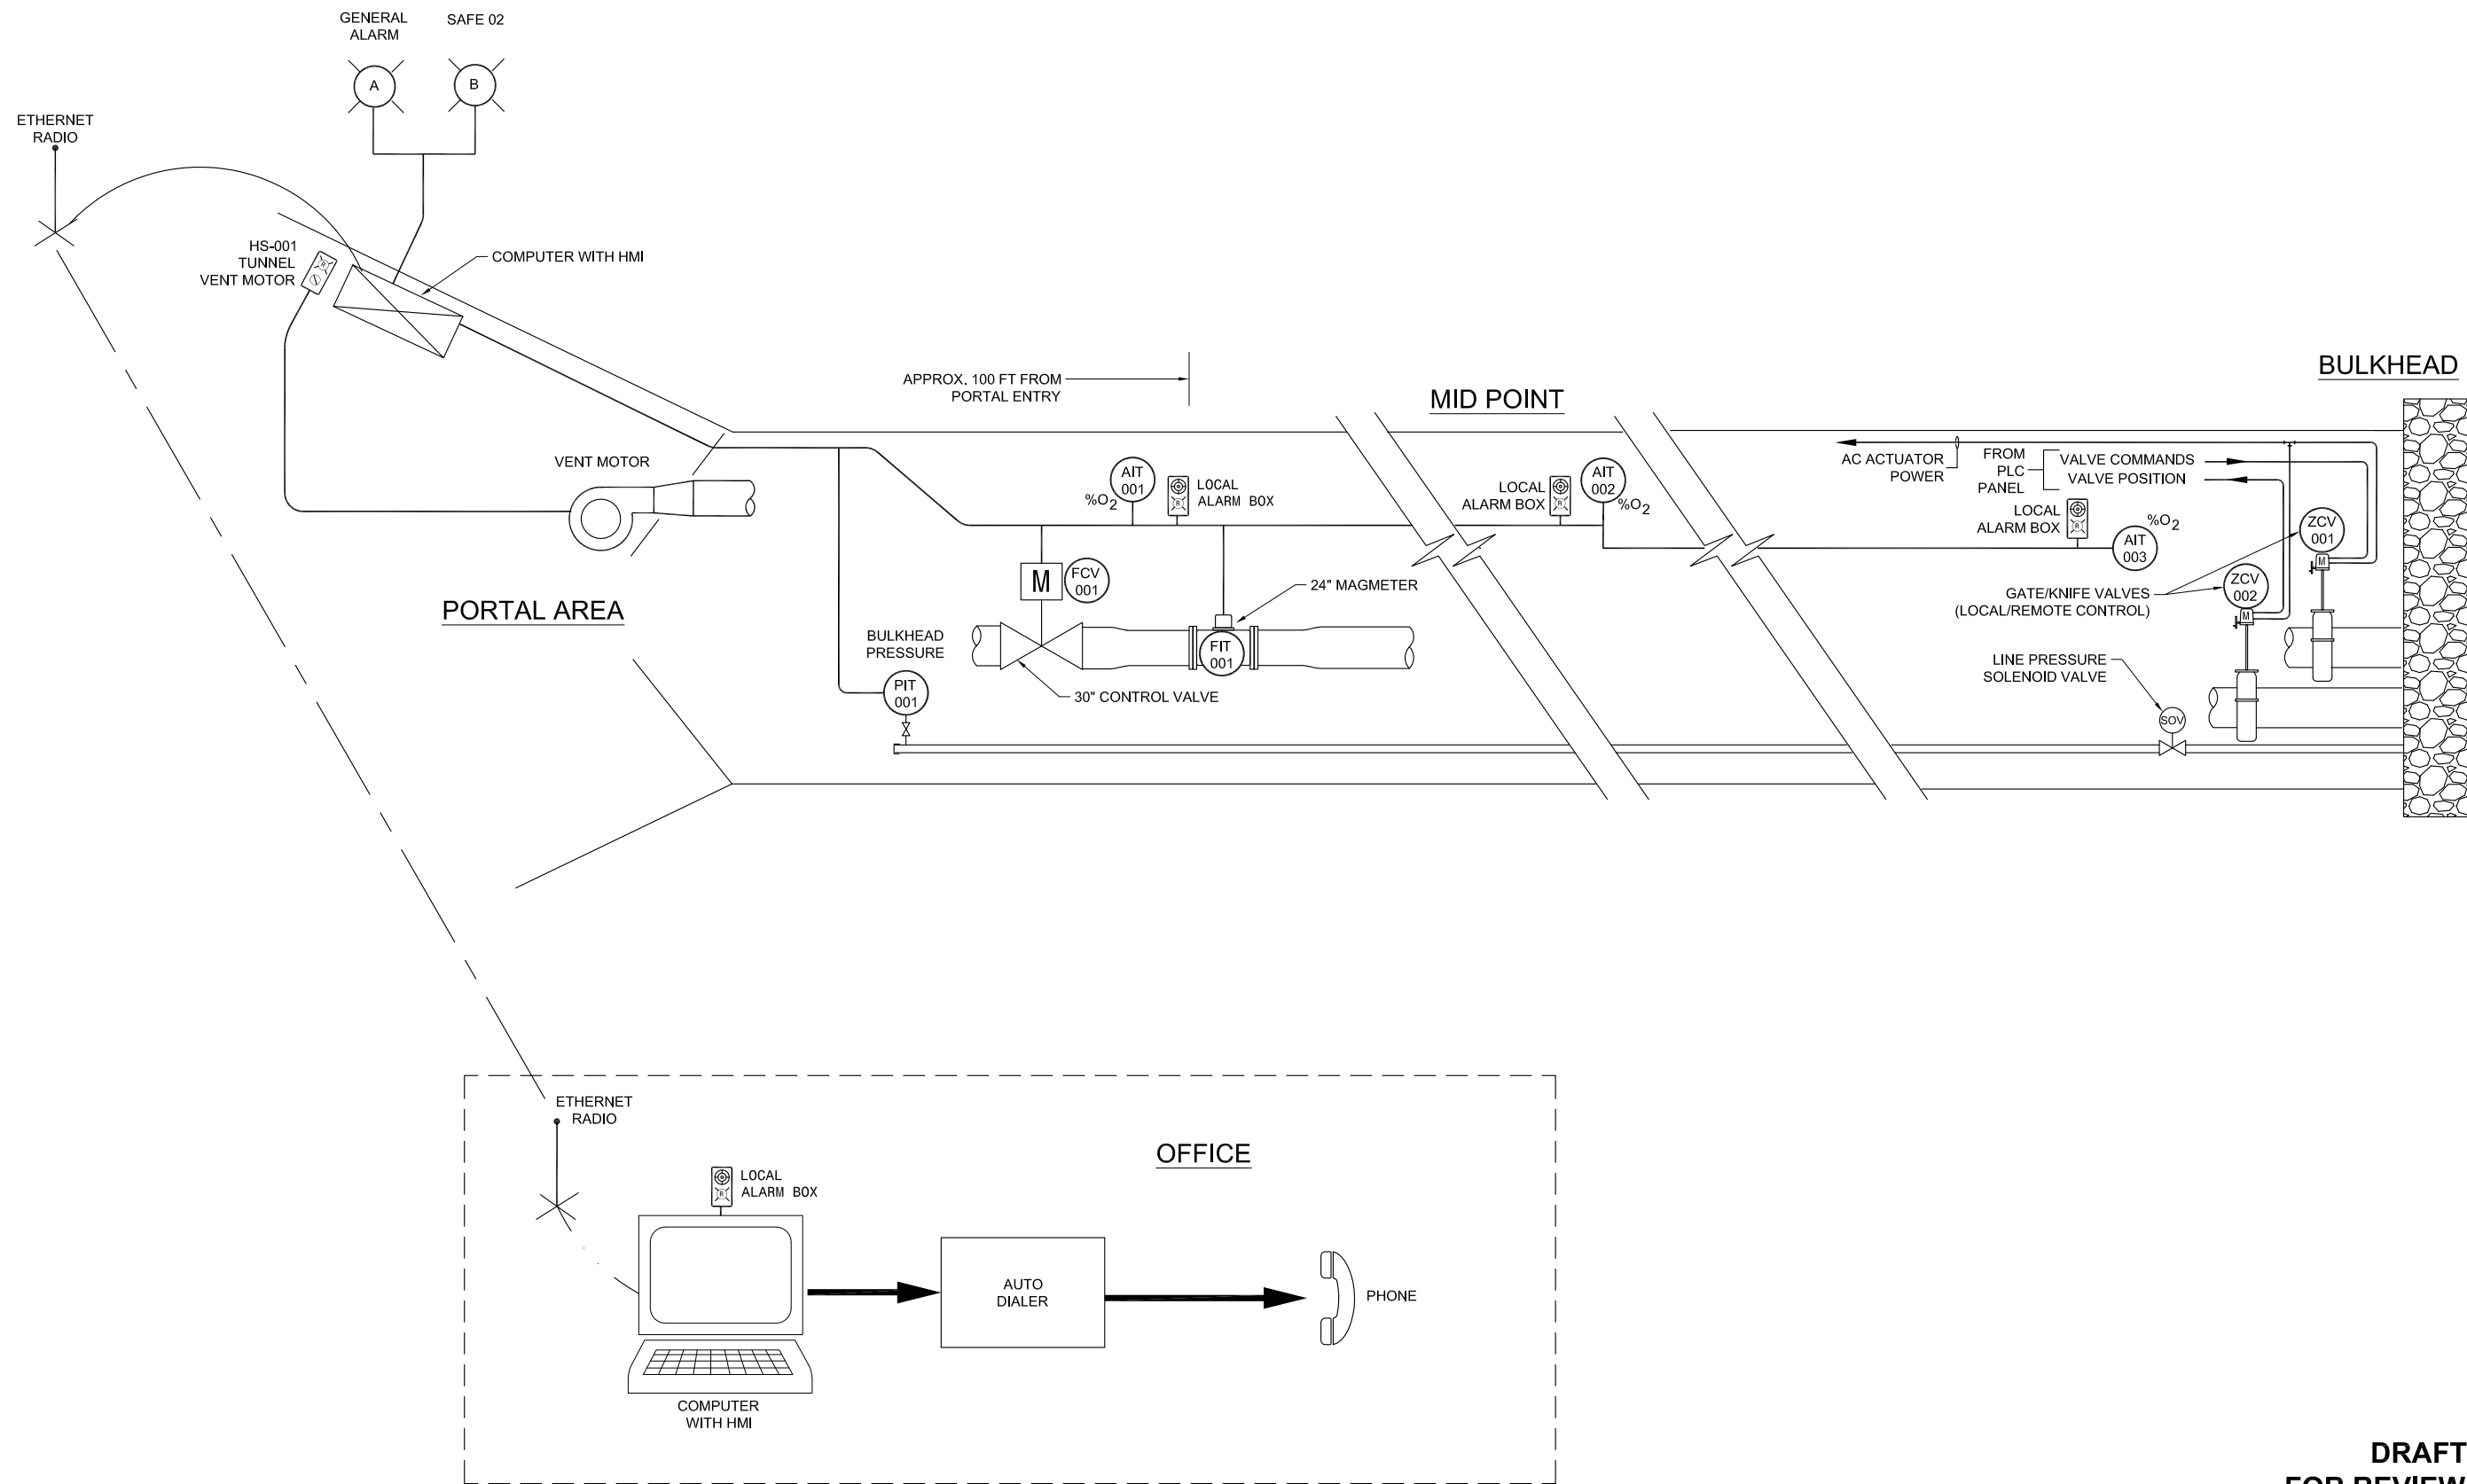 GENERAL
ALARM
SAFE 02
A
B
ETHERNET
RADIO
HS-001
TUNNEL
VENT MOTOR
R
COMPUTER WITH HMI
APPROX. 100 FT FROM
PORTAL ENTRY
MID POINT
BULKHEAD
VENT MOTOR
PORTAL AREA
AIT
001
%O2
LOCAL
ALARM BOX
R
LOCAL
ALARM BOX
R
AIT
002
%O2
AC ACTUATOR
POWER
FROM
PLC
PANEL
VALVE COMMANDS
VALVE POSITION
LOCAL
ALARM BOX
R
%O2
AIT
003
ZCV
001
M
ZCV
002
M
GATE/KNIFE VALVES
(LOCAL/REMOTE CONTROL)
M
FCV
001
24" MAGMETER
FIT
001
BULKHEAD
PRESSURE
PIT
001
30" CONTROL VALVE
LINE PRESSURE
SOLENOID VALVE
SOV
ETHERNET
RADIO
OFFICE
LOCAL
ALARM BOX
R
AUTO
DIALER
PHONE
COMPUTER
WITH HMI
DRAFT
FOR REVIEW